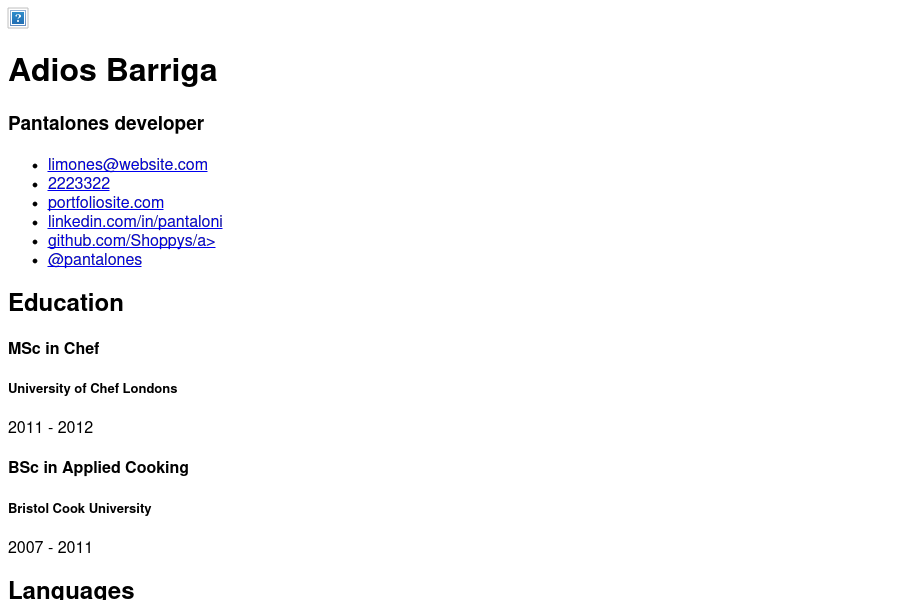 Adios Barriga
Pantalones developer
limones@website.com
2223322
portfoliosite.com
linkedin.com/in/pantaloni
github.com/Shoppys/a>
@pantalones
Education
MSc in Chef
University of Chef Londons
2011 - 2012
BSc in Applied Cooking
Bristol Cook University
2007 - 2011
Languages